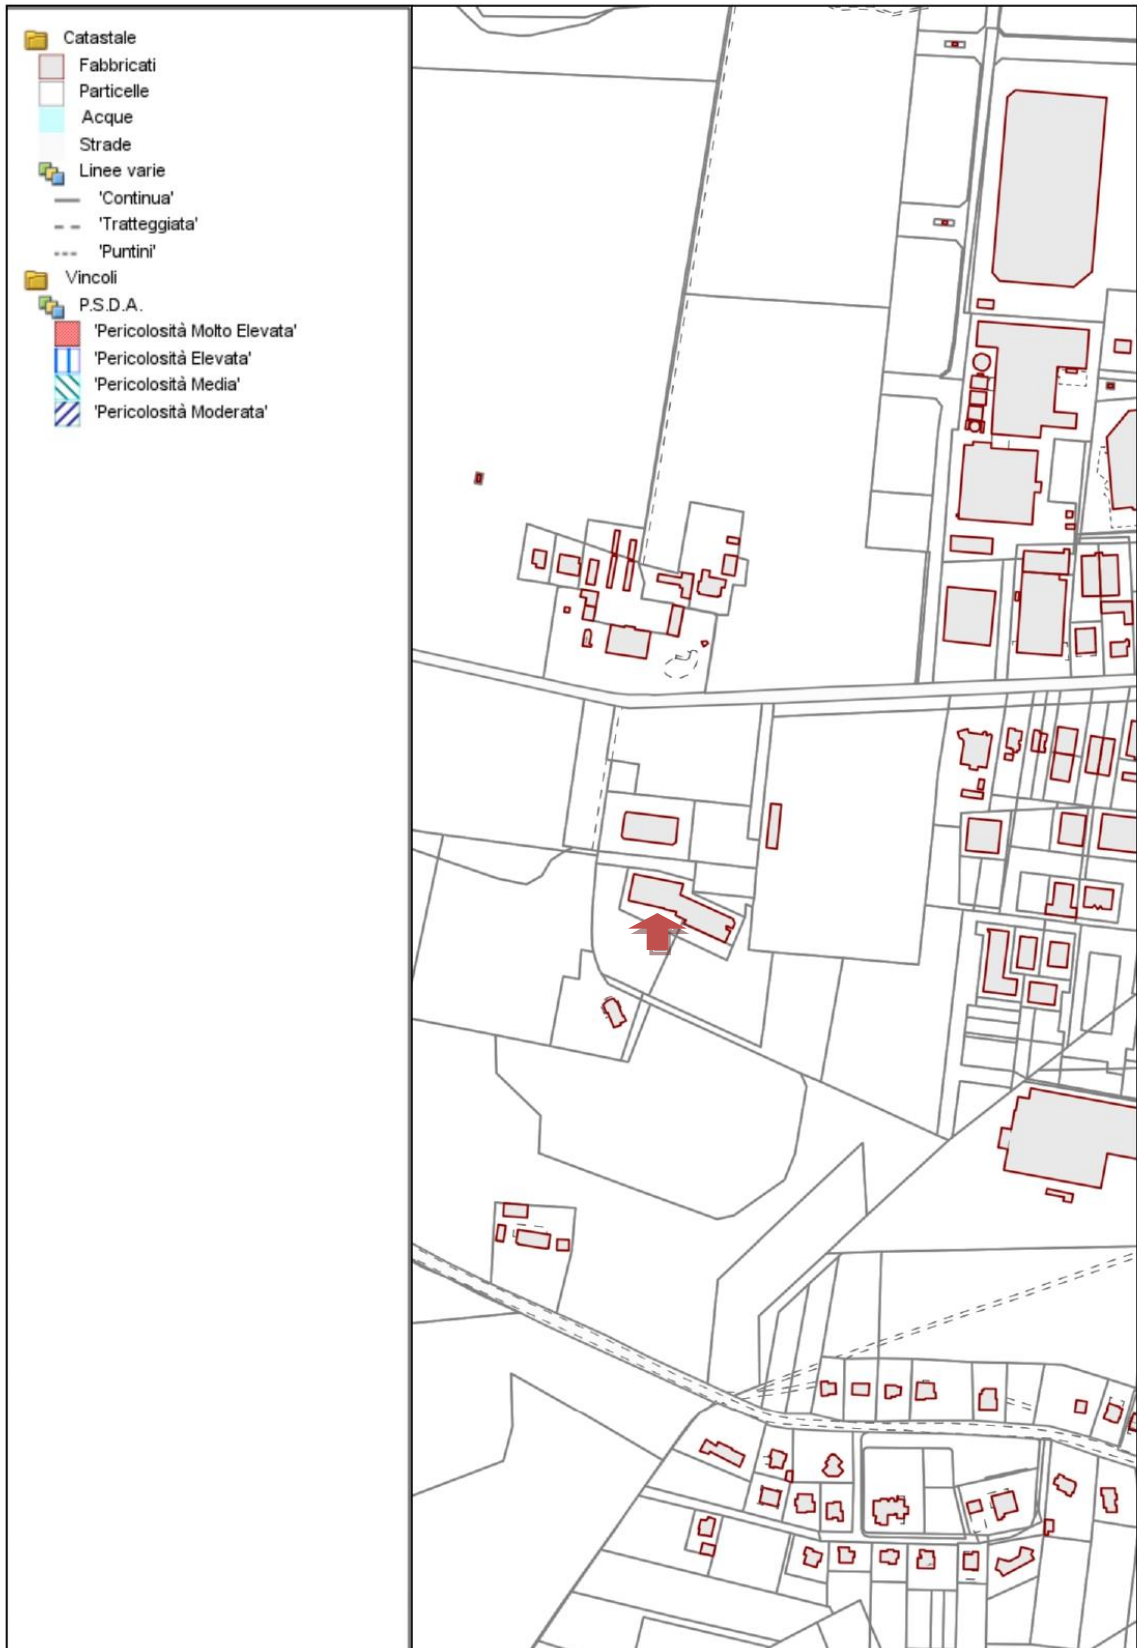 Catastale
Fabbricati
Particelle
Acque
Strade
Linee varie
'Continua'
'Tratteggiata'
'Puntini'
Vincoli
P.S.D.A.
'Pericolosità Molto Elevata'
'Pericolosità Elevata'
'Pericolosità Media'
'Pericolosità Moderata'